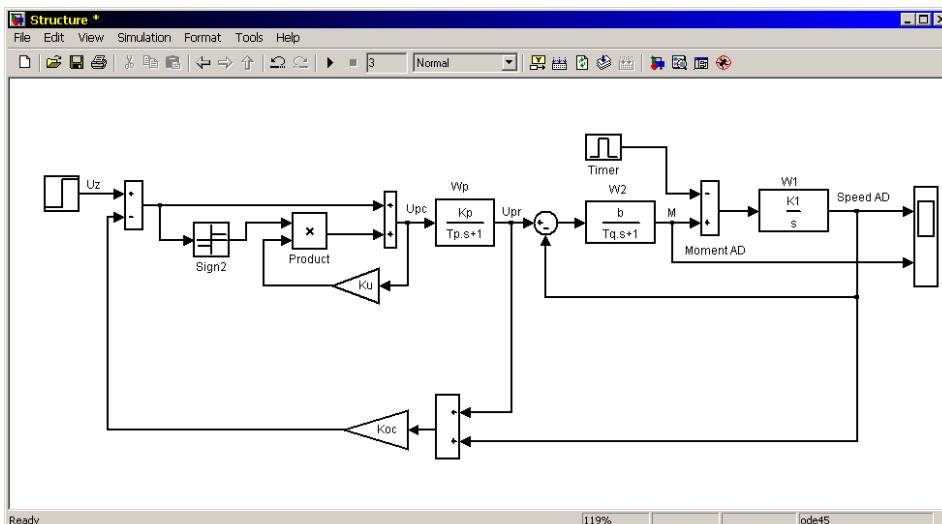 Structure *
File Edit View Simulation Format Tools Help
3 Normal
Uz
Timer
Wp
W2
W1
Sign2
Product
Upc
Kp
Tp.s+1
Upr
b
Tq.s+1
M
K1
s
Speed AD
Moment AD
Ku
Koc
Ready 119% ode45